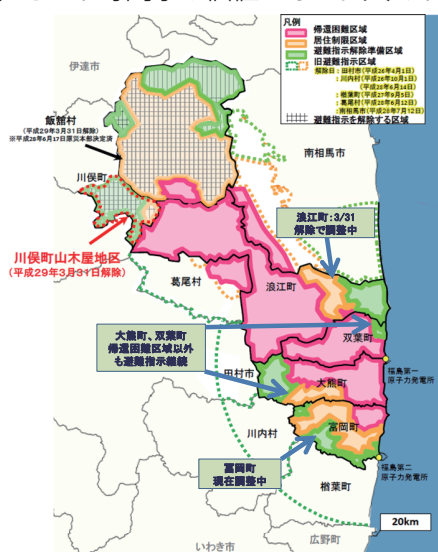 凡例
帰還困難区域
居住制限区域
避難指示解除準備区域
旧避難指示区域
解除日：田村市(平成26年4月1日)
：川内村(平成26年10月1日)
(平成28年6月14日)
：楢葉町(平成27年9月5日)
：葛尾村(平成28年6月12日)
：南相馬市(平成28年7月12日)
避難指示を解除する区域
伊達市
飯舘村
(平成29年3月31日解除)
※平成28年6月17日原災本部決定済
南相馬市
川俣町
浪江町：3/31
解除で調整中
川俣町山木屋地区
(平成29年3月31日解除)
葛尾村
浪江町
大熊町、双葉町
帰還困難区域以外
も避難指示継続
双葉町
田村市
大熊町
福島第一
原子力発電所
川内村
富岡町
富岡町
現在調整中
福島第二
原子力発電所
楢葉町
20km
いわき市
広野町